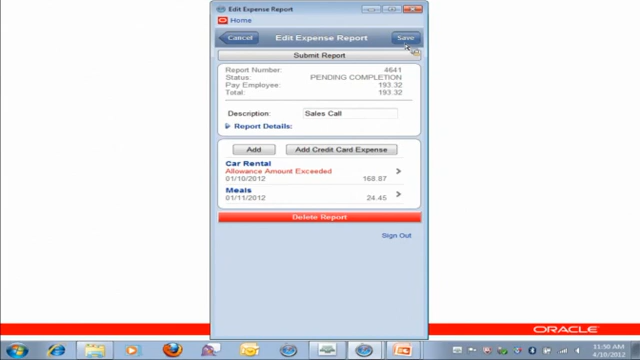 Edit Expense Report
Home
Cancel
Edit Expense Report
Save
Submit Report
Report Number: 4641
Status: PENDING COMPLETION
Pay Employee: 193.32
Total: 193.32
Description: Sales Call
Report Details:
Add
Add Credit Card Expense
Car Rental
Allowance Amount Exceeded
01/10/2012 168.87
Meals
01/11/2012 24.45
Delete Report
Sign Out
ORACLE
11:50 AM
4/10/2012